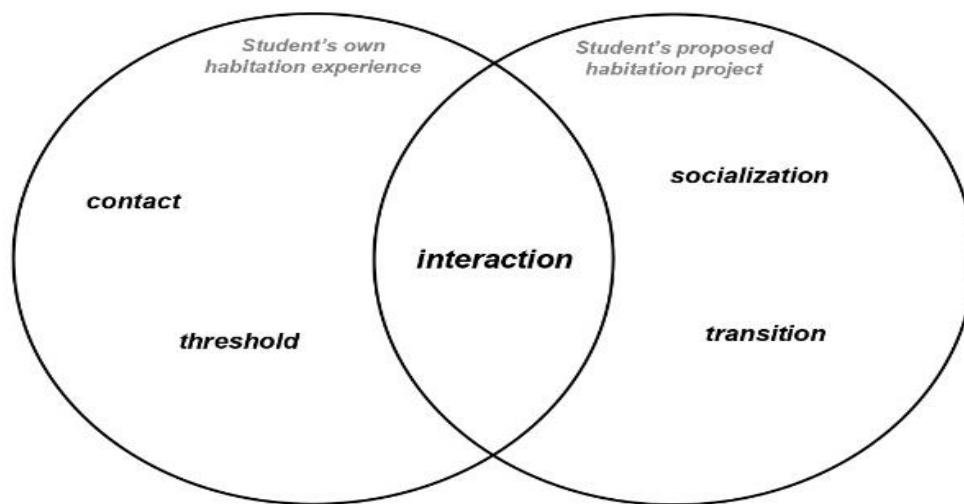 Student's own
habitation experience
Student's proposed
habitation project
contact
socialization
interaction
threshold
transition